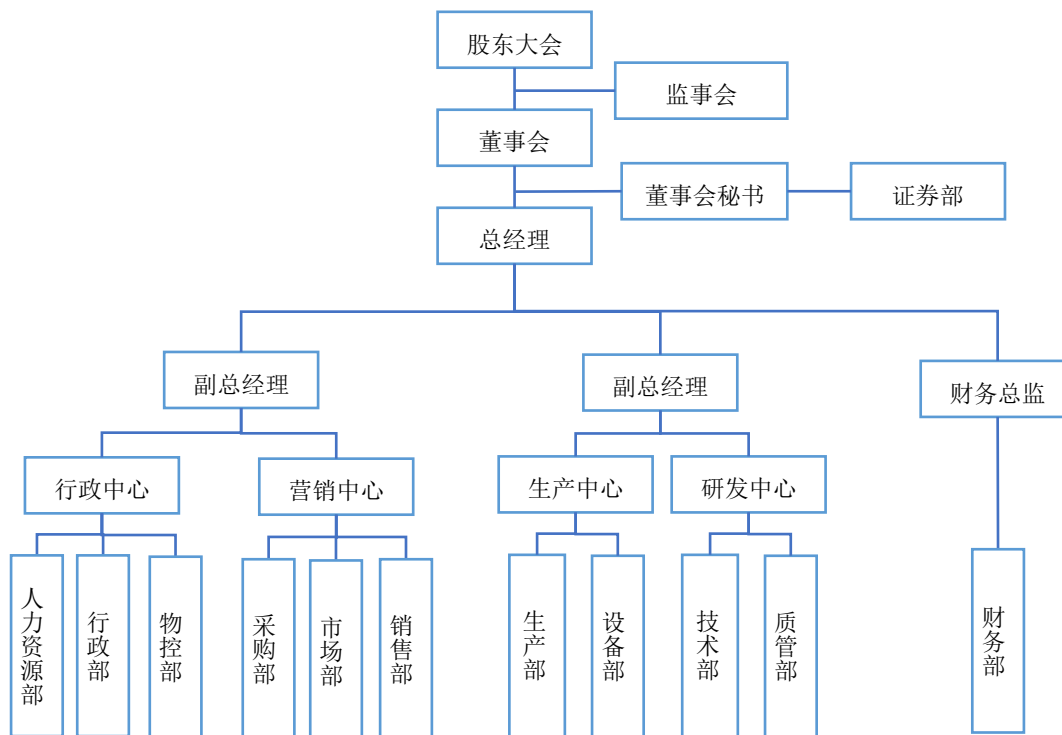 股东大会
监事会
董事会
董事会秘书
证券部
总经理
副总经理
副总经理
财务总监
行政中心
营销中心
生产中心
研发中心
人力资源部
行政部
物控部
采购部
市场部
销售部
生产部
设备部
技术部
质管部
财务部